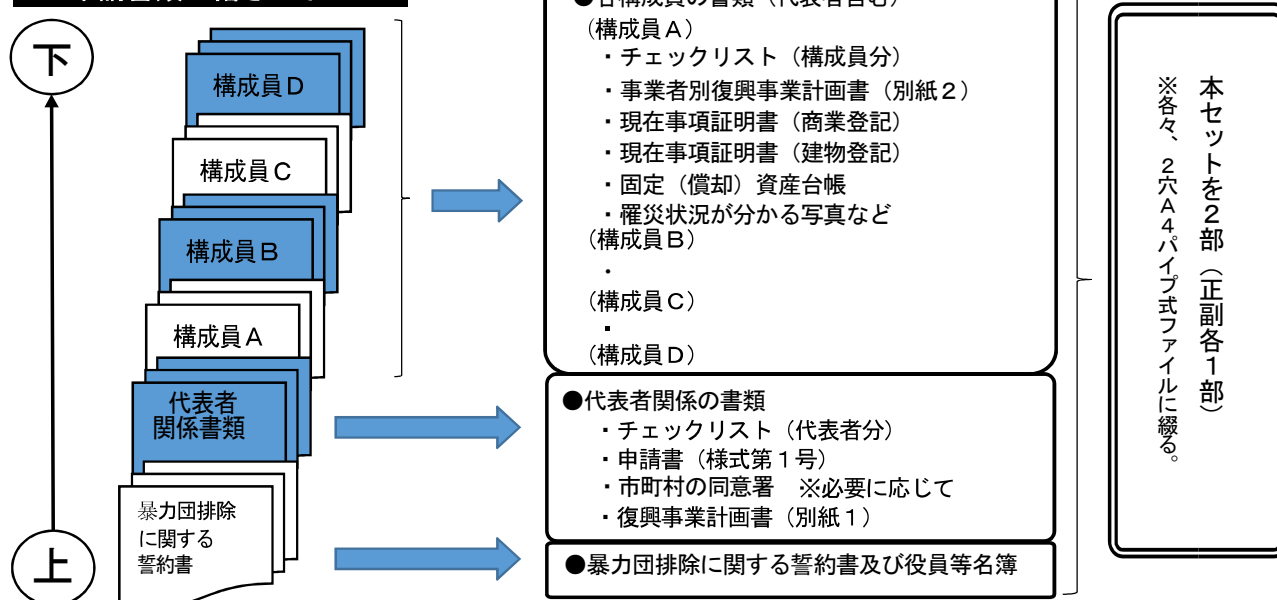 下
構成員D
構成員C
構成員B
構成員A
代表者
関係書類
暴力団排除
に関する
誓約書
上
(構成員A)
・チェックリスト（構成員分）
・事業者別復興事業計画書（別紙２）
・現在事項証明書（商業登記）
・現在事項証明書（建物登記）
・固定（償却）資産台帳
・罹災状況が分かる写真など
（構成員B）
・
（構成員C）
・
（構成員D）
●代表者関係の書類
・チェックリスト（代表者分）
・申請書（様式第１号）
・市町村の同意署　※必要に応じて
・復興事業計画書（別紙１）
●暴力団排除に関する誓約書及び役員等名簿
本セットを２部（正副各１部）
※各々、２穴Ａ４パイプ式ファイルに綴る。